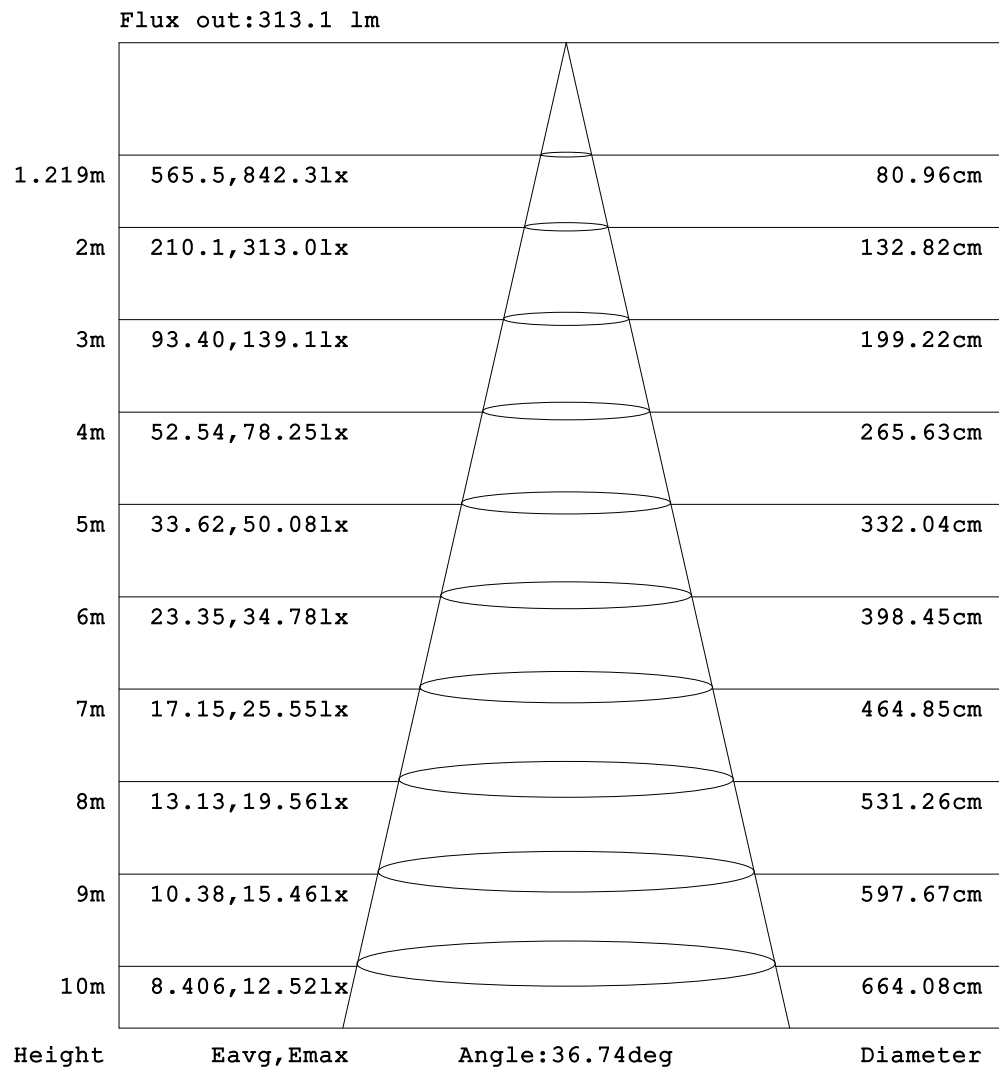 Flux out:313.1 lm
1.219m 565.5,842.3lx 80.96cm
2m 210.1,313.0lx 132.82cm
3m 93.40,139.1lx 199.22cm
4m 52.54,78.25lx 265.63cm
5m 33.62,50.08lx 332.04cm
6m 23.35,34.78lx 398.45cm
7m 17.15,25.55lx 464.85cm
8m 13.13,19.56lx 531.26cm
9m 10.38,15.46lx 597.67cm
10m 8.406,12.52lx 664.08cm
Height Eavg,Emax Angle:36.74deg Diameter